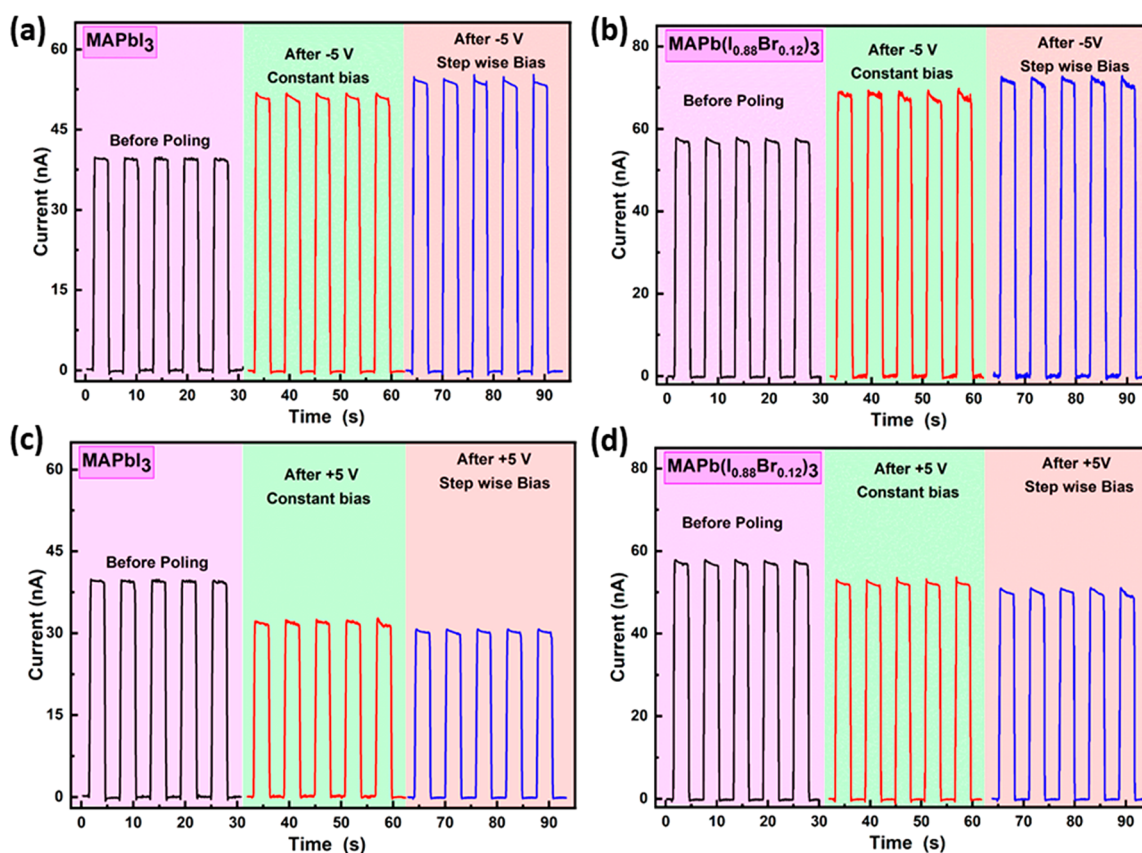 (a)
MAPbI3
Before Poling
After -5 V
Constant bias
After -5 V
Step wise Bias
Current (nA)
60
45
30
15
0
0 10 20 30 40 50 60 70 80 90
Time (s)
(b)
MAPb(I0.88Br0.12)3
Before Poling
After -5 V
Constant bias
After -5V
Step wise Bias
Current (nA)
80
60
40
20
0
0 10 20 30 40 50 60 70 80 90
Time (s)
(c)
MAPbI3
Before Poling
After +5 V
Constant bias
After +5 V
Step wise Bias
Current (nA)
60
45
30
15
0
0 10 20 30 40 50 60 70 80 90
Time (s)
(d)
MAPb(I0.88Br0.12)3
Before Poling
After +5 V
Constant bias
After +5V
Step wise Bias
Current (nA)
80
60
40
20
0
0 10 20 30 40 50 60 70 80 90
Time (s)